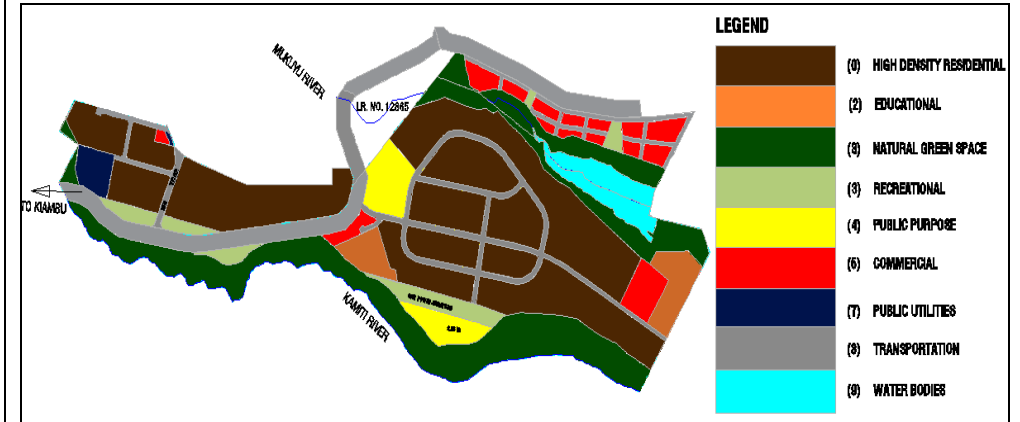 LEGEND
(0) HIGH DENSITY RESIDENTIAL
(2) EDUCATIONAL
(3) NATURAL GREEN SPACE
(3) RECREATIONAL
(4) PUBLIC PURPOSE
(5) COMMERCIAL
(7) PUBLIC UTILITIES
(8) TRANSPORTATION
(9) WATER BODIES
MUKUYU RIVER
LR. NO. 12865
TO KIAMBU
KAMITI RIVER